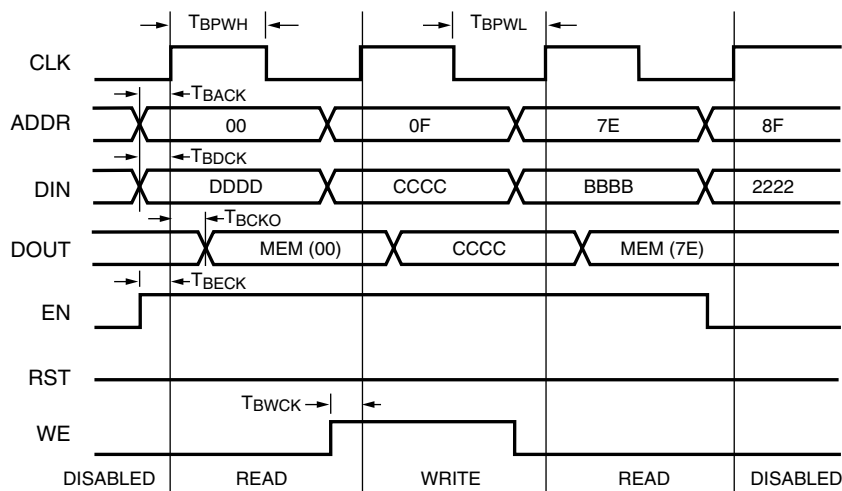 TBPWH TBPWL
CLK
TBACK
ADDR 00 0F 7E 8F
TBDCK
DIN DDDD CCCC BBBB 2222
TBCKO
DOUT MEM (00) CCCC MEM (7E)
TBECK
EN
RST
TBWCK
WE
DISABLED READ WRITE READ DISABLED